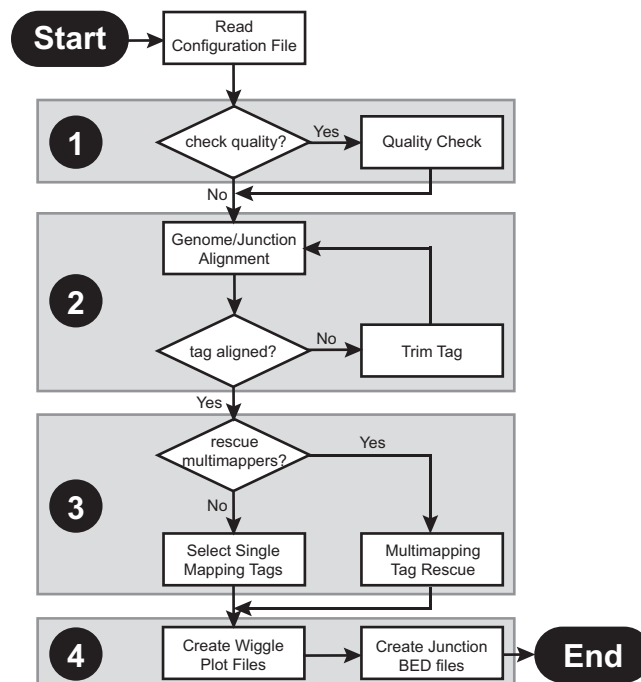 Start
Read
Configuration File
1
check quality?
Yes
Quality Check
No
Genome/Junction
Alignment
2
tag aligned?
No
Trim Tag
Yes
rescue
multimappers?
Yes
3
No
Select Single
Mapping Tags
Multimapping
Tag Rescue
4
Create Wiggle
Plot Files
Create Junction
BED files
End